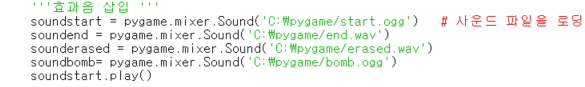 '''효과음 삽입 '''
soundstart = pygame.mixer.Sound('C:₩pygame/start.ogg')   # 사운드 파일을 로딩
soundend = pygame.mixer.Sound('C:₩pygame/end.wav')
sounderased = pygame.mixer.Sound('C:₩pygame/erased.wav')
soundbomb= pygame.mixer.Sound('C:₩pygame/bomb.ogg')
soundstart.play()